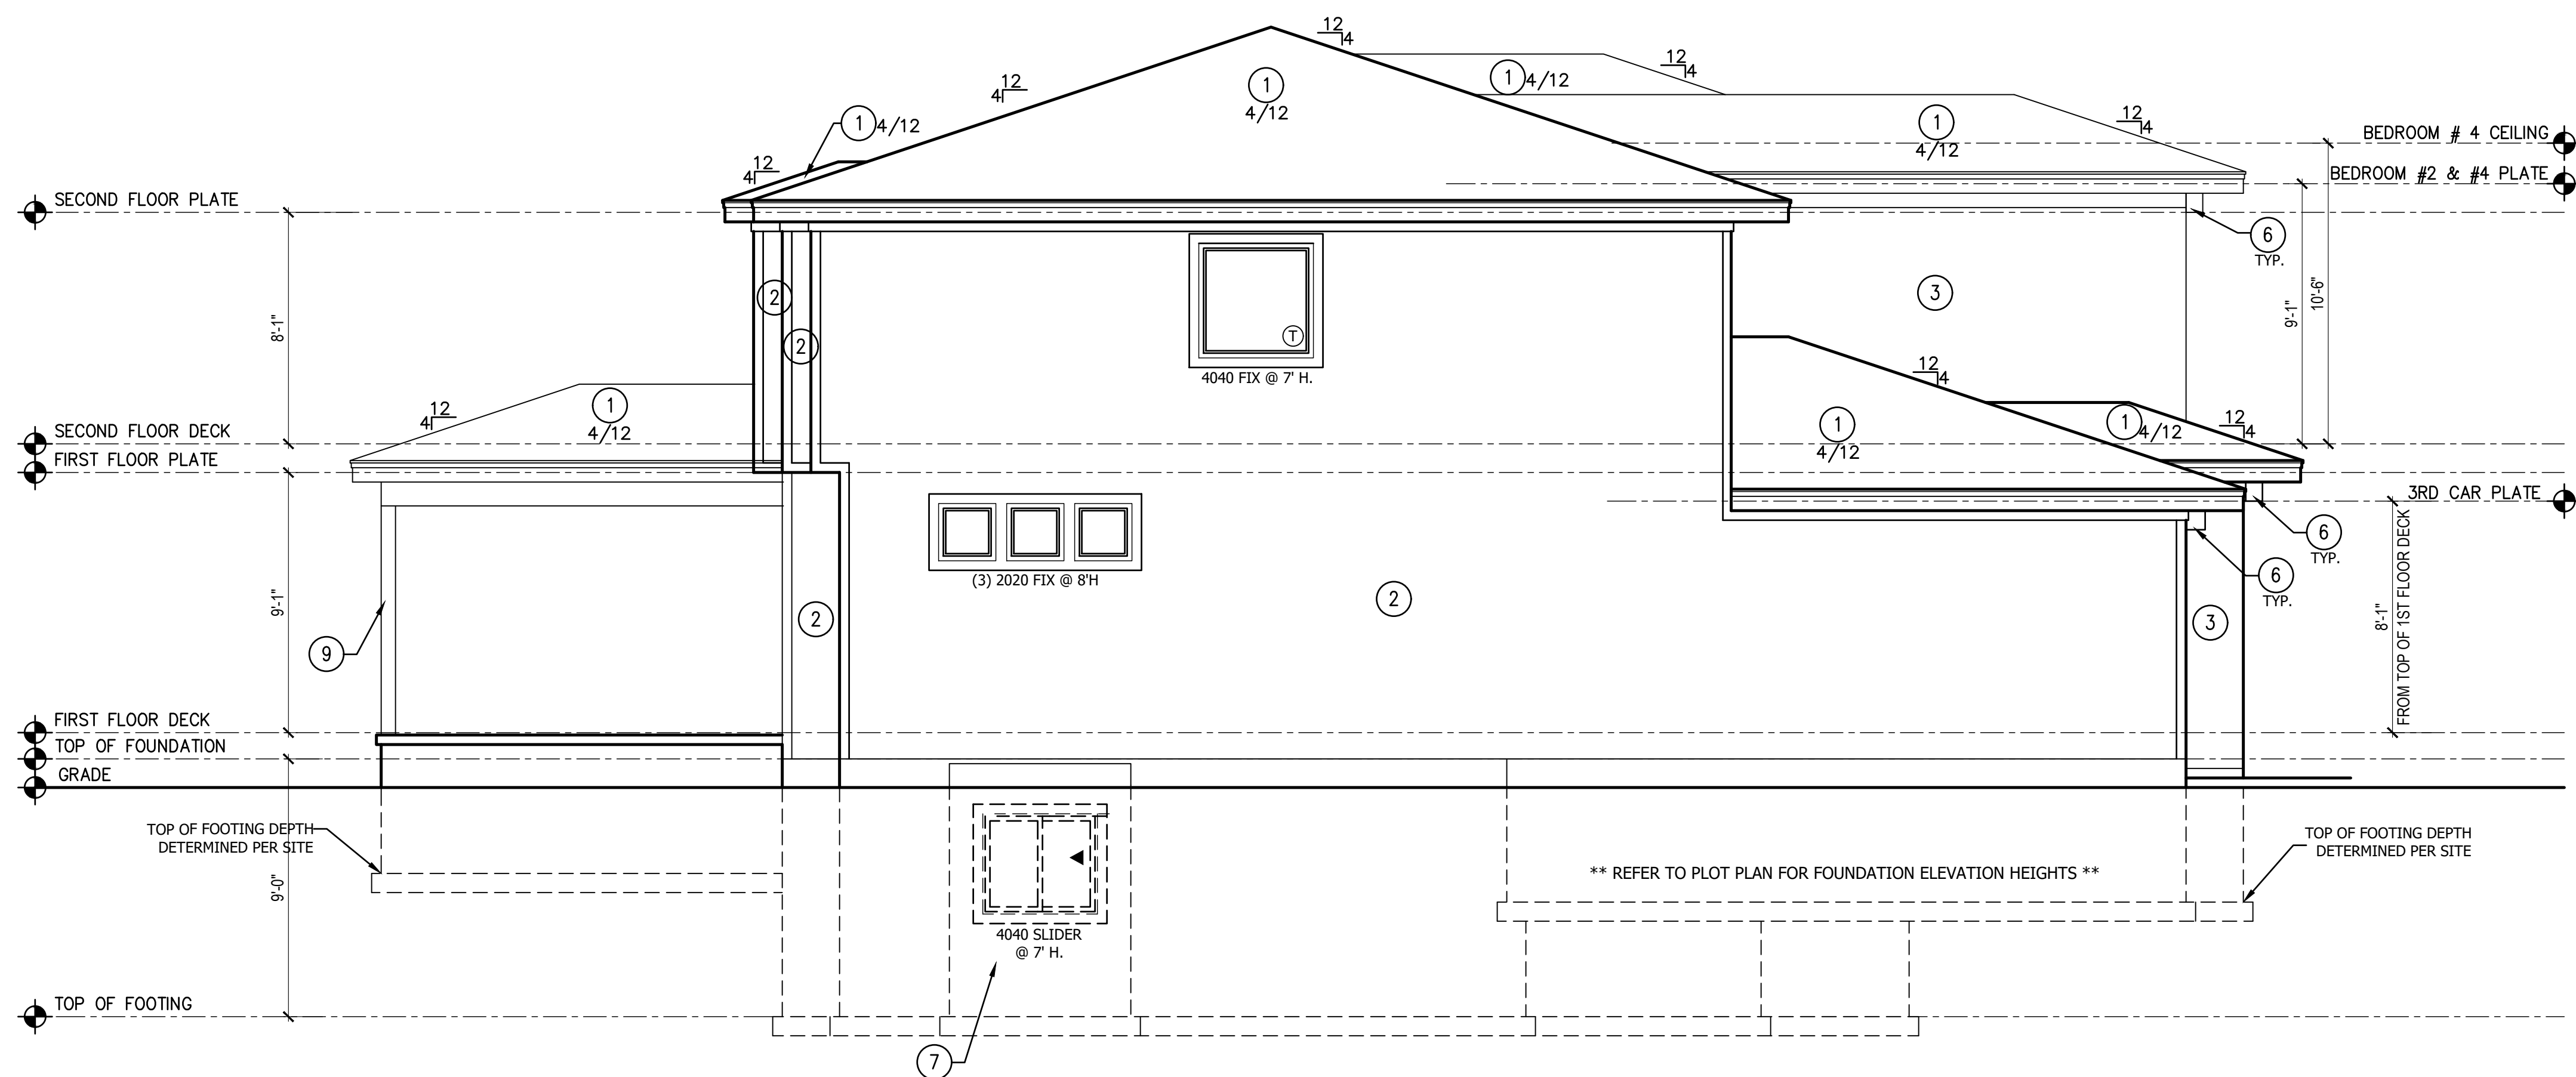 12
4
12
4
12
4
1
4/12
1
4/12
12
4
1
4/12
1
4/12
12
4
BEDROOM # 4 CEILING
BEDROOM #2 & #4 PLATE
SECOND FLOOR PLATE
6
TYP.
2
3
2
T
4040 FIX @ 7' H.
8'-1"
9'-1"
10'-6"
12
4
12
4
1
4/12
1
4/12
1
4/12
12
4
SECOND FLOOR DECK
FIRST FLOOR PLATE
3RD CAR PLATE
6
TYP.
6
TYP.
(3) 2020 FIX @ 8'H
2
2
3
9'-1"
9
8'-1"
FROM TOP OF 1ST FLOOR DECK
FIRST FLOOR DECK
TOP OF FOUNDATION
GRADE
TOP OF FOOTING DEPTH
DETERMINED PER SITE
TOP OF FOOTING DEPTH
DETERMINED PER SITE
** REFER TO PLOT PLAN FOR FOUNDATION ELEVATION HEIGHTS **
9'-0"
4040 SLIDER
@ 7' H.
TOP OF FOOTING
7
12
4